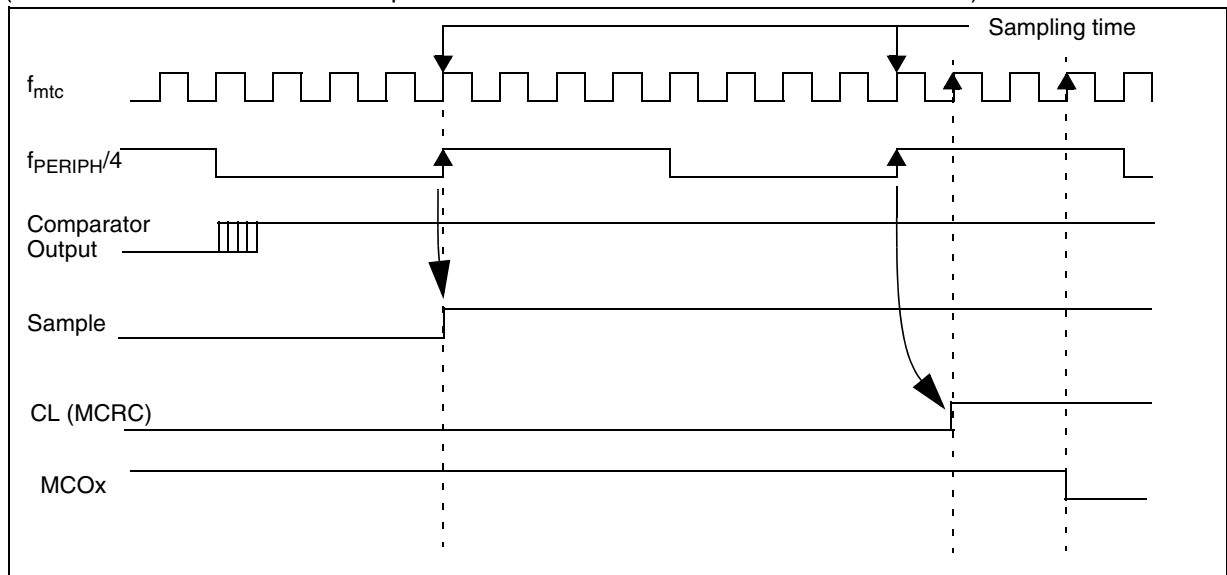 Sampling time
fmtc
fPERIPH/4
Comparator
Output
Sample
CL (MCRC)
MCOx